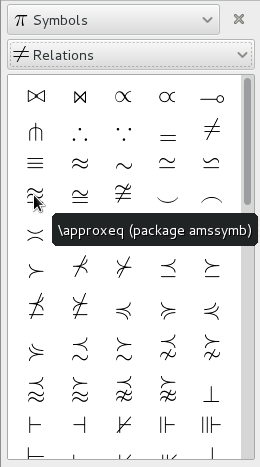 π Symbols
≠ Relations
⋈ ⧓ ∝ ∝ ⊸
⋔ ∴ ∵ = ≠
≡ ≈ ∼ ≃ ⋍
≊ ≅ ≆ ⌣ ⌢
≍
\approxeq (package amssymb)
≻ ⊀ ⊁ ⪯ ⪰
⋠ ⋡ ≼ ≽ ⋞
⋟ ≾ ≿ ⋨ ⋩
⪷ ⪸ ⪹ ⪺ ⊥
⊢ ⊣ ⊬ ⊩ ⊪